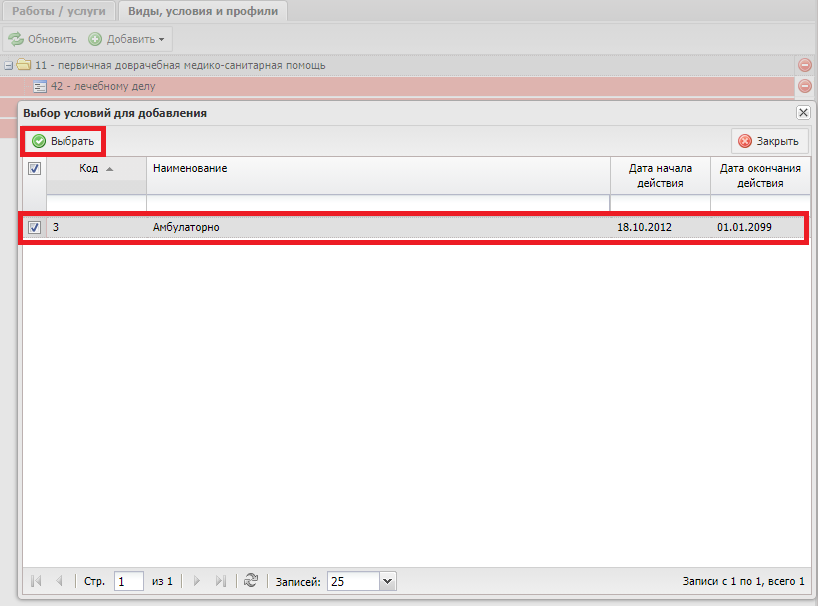 Работы / услуги
Виды, условия и профили
Обновить
Добавить
11 - первичная доврачебная медико-санитарная помощь
42 - лечебному делу
Выбор условий для добавления
Выбрать
Закрыть
Код
Наименование
Дата начала
действия
Дата окончания
действия
3
Амбулаторно
18.10.2012
01.01.2099
Стр.
1
из 1
Записей:
25
Записи с 1 по 1, всего 1